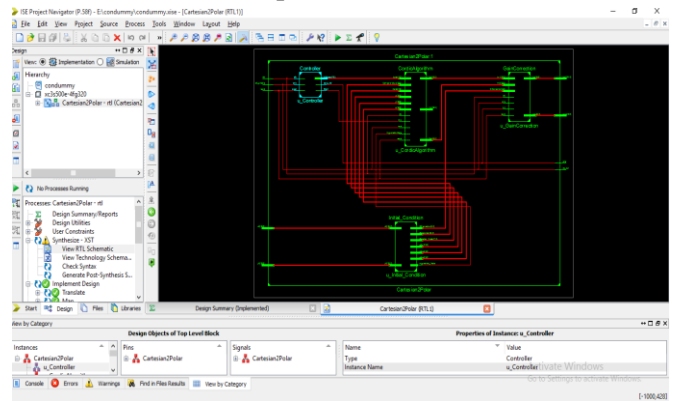 ISE Project Navigator (P.58f) - E:\condummy\condummy.xise - [Cartesian2Polar (RTL1)]
File Edit View Project Source Process Tools Window Layout Help
Design
View: Implementation Simulation
Hierarchy
condummy
xc3s500e-4fg320
Cartesian2Polar - rtl (Cartesian2
No Processes Running
Processes: Cartesian2Polar - rtl
Design Summary/Reports
Design Utilities
User Constraints
Synthesize - XST
View RTL Schematic
View Technology Schema...
Check Syntax
Generate Post-Synthesis S...
Implement Design
Translate
Map
Start Design Files Libraries
Cartesian2Polar:1
Controller
u_Controller
CordicAlgorithm
u_CordicAlgorithm
GainCorrection
u_GainCorrection
Initial_Condition
u_Initial_Condition
Cartesian2Polar
Design Summary (Implemented)
Cartesian2Polar (RTL1)
View by Category
Design Objects of Top Level Block
Properties of Instance: u_Controller
Instances Pins Signals Name Value
Cartesian2Polar Cartesian2Polar Cartesian2Polar Type Controller
u_Controller Instance Name u_Controller
Activate Windows
Go to Settings to activate Windows.
Console Errors Warnings Find in Files Results View by Category
[-1000,428]